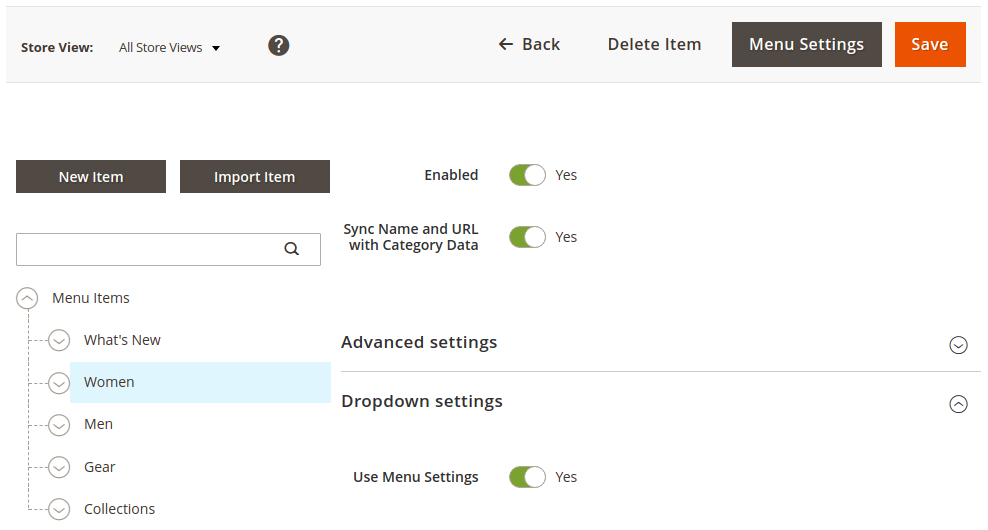 Store View: All Store Views ? ← Back Delete Item Menu Settings Save
New Item Import Item
Enabled Yes
Sync Name and URL
with Category Data Yes
Menu Items
What's New
Women
Men
Gear
Collections
Advanced settings
Dropdown settings
Use Menu Settings Yes